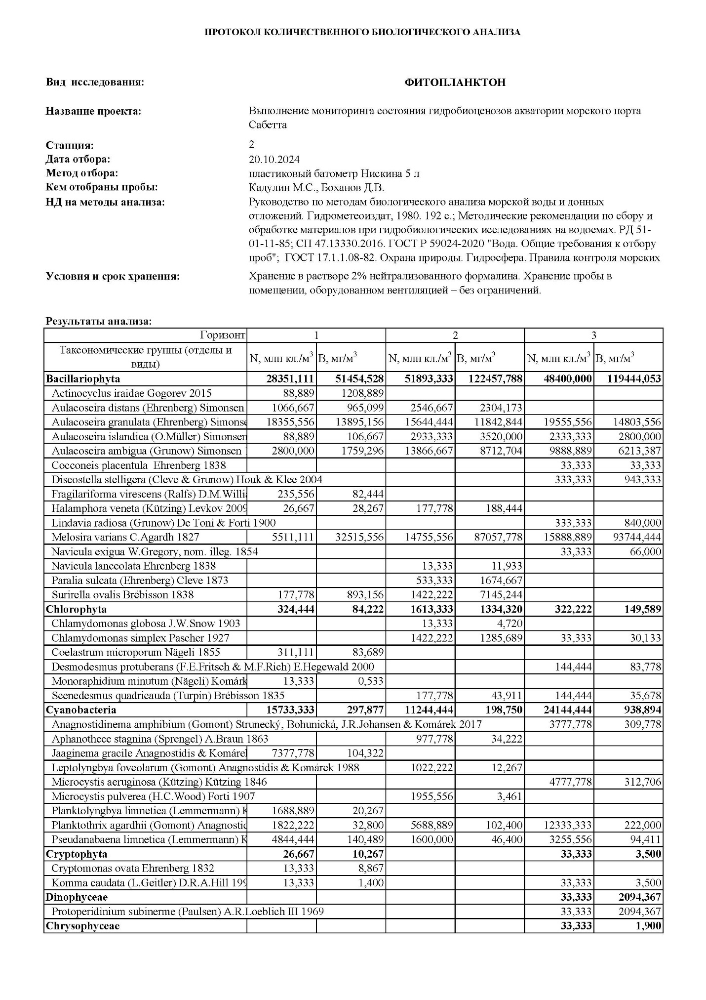 ПРОТОКОЛ КОЛИЧЕСТВЕННОГО БИОЛОГИЧЕСКОГО АНАЛИЗА
Вид исследования: ФИТОПЛАНКТОН
Название проекта: Выполнение мониторинга состояния гидробиоценозов акватории морского порта
Сабетта
Станция: 2
Дата отбора: 20.10.2024
Метод отбора: пластиковый батометр Нискина 5 л
Кем отобраны пробы: Кадулин М.С., Боханов Д.В.
НД на методы анализа: Руководство по методам биологического анализа морской воды и донных
отложений. Гидрометеоиздат, 1980. 192 с.; Методические рекомендации по сбору и
обработке материалов при гидробиологических исследованиях на водоемах. РД 51-
01-11-85; СП 47.13330.2016. ГОСТ Р 59024-2020 "Вода. Общие требования к отбору
проб"; ГОСТ 17.1.1.08-82. Охрана природы. Гидросфера. Правила контроля морских
Условия и срок хранения: Хранение в растворе 2% нейтрализованного формалина. Хранение пробы в
помещении, оборудованном вентиляцией – без ограничений.
Результаты анализа:
Горизонт 1 2 3
Таксономические группы (отделы и
виды) N, млн кл./м³ B, мг/м³ N, млн кл./м³ B, мг/м³ N, млн кл./м³ B, мг/м³
Bacillariophyta 28351,111 51454,528 51893,333 122457,788 48400,000 119444,053
Actinocyclus iraidae Gogorev 2015 88,889 1208,889
Aulacoseira distans (Ehrenberg) Simonsen 1066,667 965,099 2546,667 2304,173
Aulacoseira granulata (Ehrenberg) Simonse 18355,556 13895,156 15644,444 11842,844 19555,556 14803,556
Aulacoseira islandica (O.Müller) Simonsen 88,889 106,667 2933,333 3520,000 2333,333 2800,000
Aulacoseira ambigua (Grunow) Simonsen 2800,000 1759,296 13866,667 8712,704 9888,889 6213,387
Cocconeis placentula Ehrenberg 1838 33,333 33,333
Discostella stelligera (Cleve & Grunow) Houk & Klee 2004 333,333 943,333
Fragilariforma virescens (Ralfs) D.M.Willia 235,556 82,444
Halamphora veneta (Kützing) Levkov 2009 26,667 28,267 177,778 188,444
Lindavia radiosa (Grunow) De Toni & Forti 1900 333,333 840,000
Melosira varians C.Agardh 1827 5511,111 32515,556 14755,556 87057,778 15888,889 93744,444
Navicula exigua W.Gregory, nom. illeg. 1854 33,333 66,000
Navicula lanceolata Ehrenberg 1838 13,333 11,933
Paralia sulcata (Ehrenberg) Cleve 1873 533,333 1674,667
Surirella ovalis Brébisson 1838 177,778 893,156 1422,222 7145,244
Chlorophyta 324,444 84,222 1613,333 1334,320 322,222 149,589
Chlamydomonas globosa J.W.Snow 1903 13,333 4,720
Chlamydomonas simplex Pascher 1927 1422,222 1285,689 33,333 30,133
Coelastrum microporum Nägeli 1855 311,111 83,689
Desmodesmus protuberans (F.E.Fritsch & M.F.Rich) E.Hegewald 2000 144,444 83,778
Monoraphidium minutum (Nägeli) Komárk 13,333 0,533
Scenedesmus quadricauda (Turpin) Brébisson 1835 177,778 43,911 144,444 35,678
Cyanobacteria 15733,333 297,877 11244,444 198,750 24144,444 938,894
Anagnostidinema amphibium (Gomont) Strunecký, Bohunická, J.R.Johansen & Komárek 2017 3777,778 309,778
Aphanothece stagnina (Sprengel) A.Braun 1863 977,778 34,222
Jaaginema gracile Anagnostidis & Komárel 7377,778 104,322
Leptolyngbya foveolarum (Gomont) Anagnostidis & Komárek 1988 1022,222 12,267
Microcystis aeruginosa (Kützing) Kützing 1846 4777,778 312,706
Microcystis pulverea (H.C.Wood) Forti 1907 1955,556 3,461
Planktolyngbya limnetica (Lemmermann) K 1688,889 20,267
Planktothrix agardhii (Gomont) Anagnostic 1822,222 32,800 5688,889 102,400 12333,333 222,000
Pseudanabaena limnetica (Lemmermann) K 4844,444 140,489 1600,000 46,400 3255,556 94,411
Cryptophyta 26,667 10,267 33,333 3,500
Cryptomonas ovata Ehrenberg 1832 13,333 8,867
Komma caudata (L.Geitler) D.R.A.Hill 199 13,333 1,400 33,333 3,500
Dinophyceae 33,333 2094,367
Protoperidinium subinerme (Paulsen) A.R.Loeblich III 1969 33,333 2094,367
Chrysophyceae 33,333 1,900